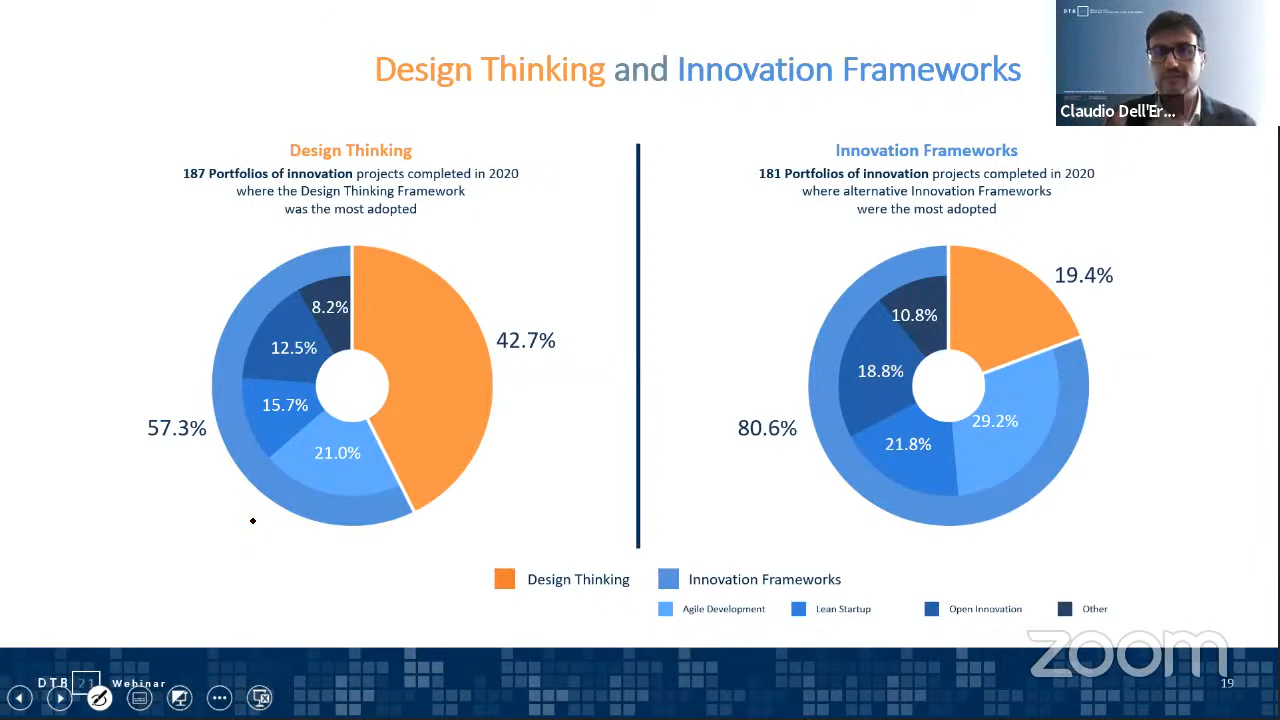 Design Thinking and Innovation Frameworks
Claudio Dell'Er...
Design Thinking
187 Portfolios of innovation projects completed in 2020
where the Design Thinking Framework
was the most adopted
8.2%
12.5%
15.7%
21.0%
42.7%
57.3%
Innovation Frameworks
181 Portfolios of innovation projects completed in 2020
where alternative Innovation Frameworks
were the most adopted
19.4%
10.8%
18.8%
21.8%
29.2%
80.6%
Design Thinking
Innovation Frameworks
Agile Development
Lean Startup
Open Innovation
Other
zoom
DTB 21 Webinar
19